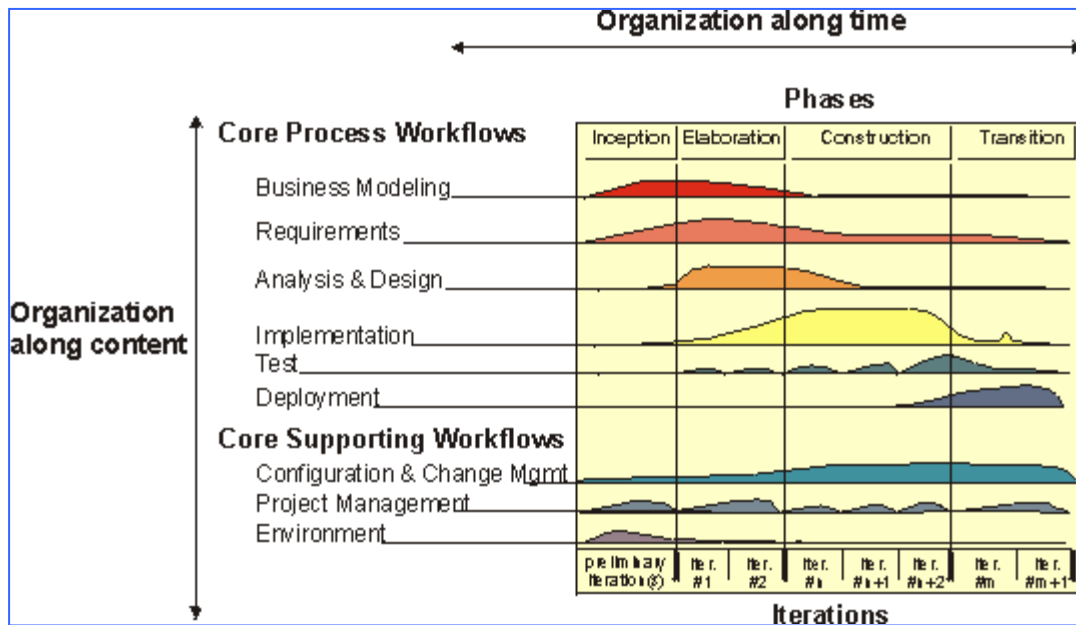 Organization along time
Phases
Core Process Workflows
Inception Elaboration Construction Transition
Business Modeling
Requirements
Analysis & Design
Organization
along content
Implementation
Test
Deployment
Core Supporting Workflows
Configuration & Change Mgmt
Project Management
Environment
preliminary
iteration(s)
Iter.
#1
Iter.
#2
Iter.
#n
Iter.
#n+1
Iter.
#n+2
Iter.
#m
Iter.
#m+1
Iterations